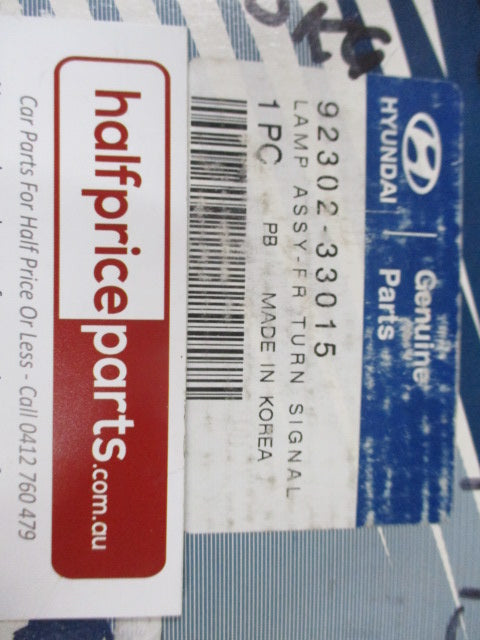 HYUNDAI
Genuine
Parts
92302-33015
LAMP ASSY-FR TURN SIGNAL
1 PC PB MADE IN KOREA
halfpriceparts.com.au
Car Parts For Half Price Or Less - Call 0412 760 479